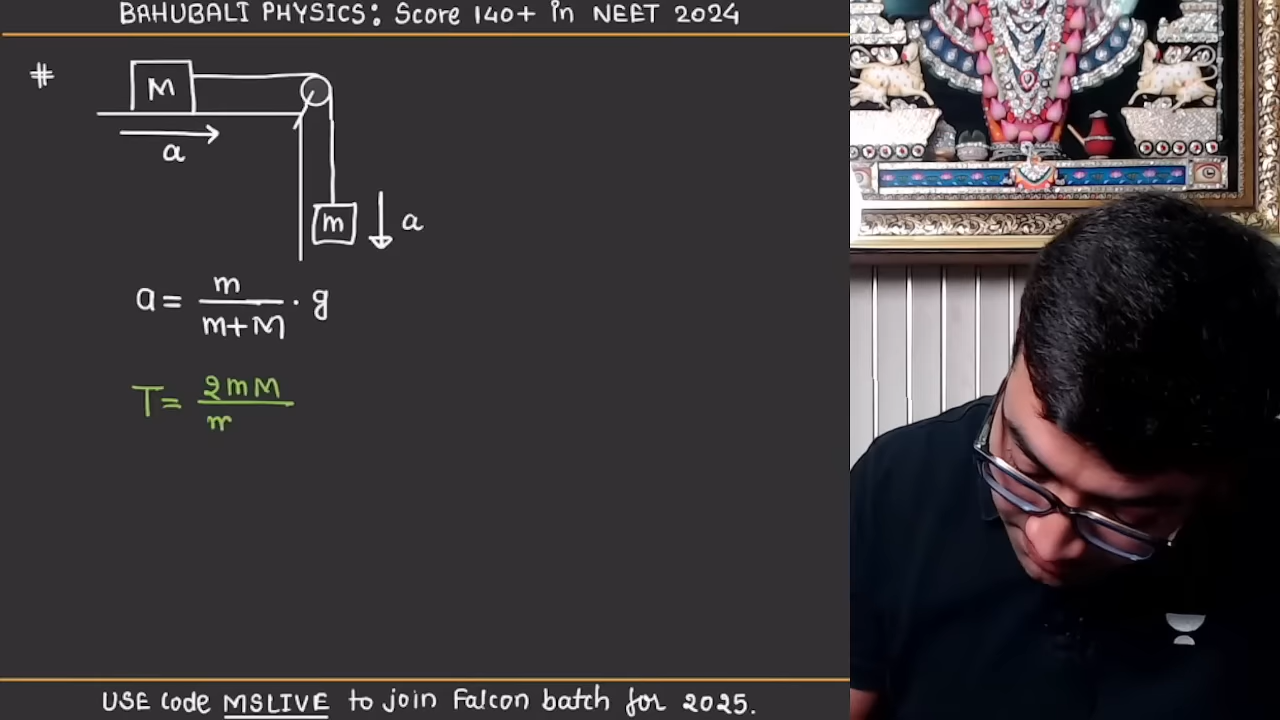 BAHUBALI PHYSICS: Score 140+ in NEET 2024
#
M
a
m
a
a = m / m+M · g
T = 2mM / m
USE Code MSLIVE to join Falcon batch for 2025.